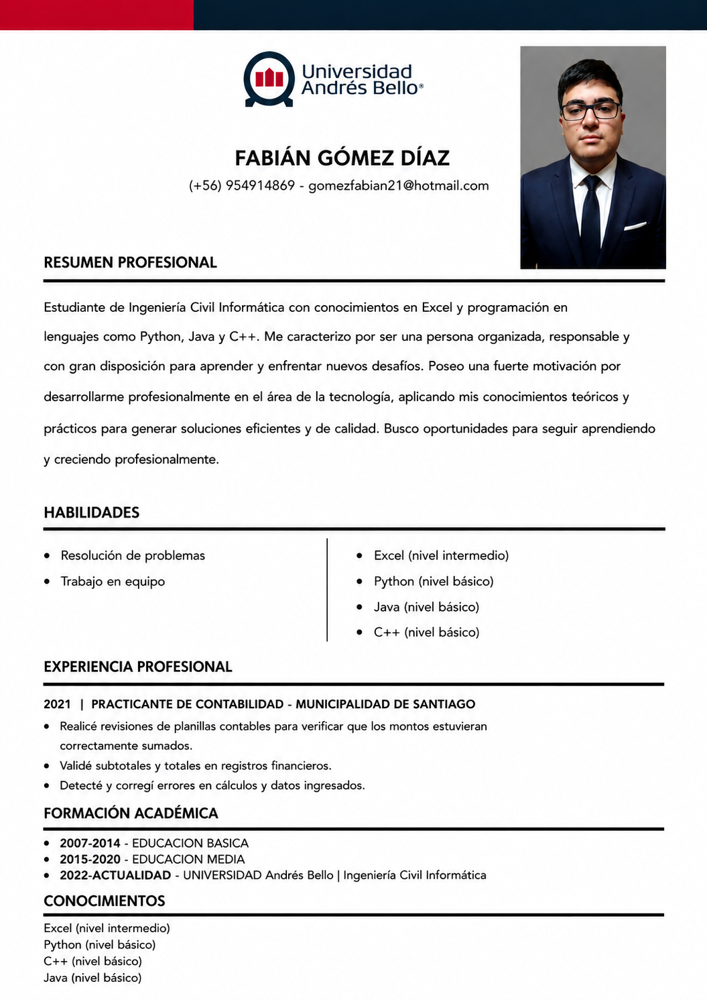 Universidad
Andrés Bello®
FABIÁN GÓMEZ DÍAZ
(+56) 954914869 - gomezfabian21@hotmail.com
RESUMEN PROFESIONAL
Estudiante de Ingeniería Civil Informática con conocimientos en Excel y programación en
lenguajes como Python, Java y C++. Me caracterizo por ser una persona organizada, responsable y
con gran disposición para aprender y enfrentar nuevos desafíos. Poseo una fuerte motivación por
desarrollarme profesionalmente en el área de la tecnología, aplicando mis conocimientos teóricos y
prácticos para generar soluciones eficientes y de calidad. Busco oportunidades para seguir aprendiendo
y creciendo profesionalmente.
HABILIDADES
• Resolución de problemas
• Trabajo en equipo
• Excel (nivel intermedio)
• Python (nivel básico)
• Java (nivel básico)
• C++ (nivel básico)
EXPERIENCIA PROFESIONAL
2021 | PRACTICANTE DE CONTABILIDAD - MUNICIPALIDAD DE SANTIAGO
• Realicé revisiones de planillas contables para verificar que los montos estuvieran
correctamente sumados.
• Validé subtotales y totales en registros financieros.
• Detecté y corregí errores en cálculos y datos ingresados.
FORMACIÓN ACADÉMICA
• 2007-2014 - EDUCACION BASICA
• 2015-2020 - EDUCACION MEDIA
• 2022-ACTUALIDAD - UNIVERSIDAD Andrés Bello | Ingeniería Civil Informática
CONOCIMIENTOS
Excel (nivel intermedio)
Python (nivel básico)
C++ (nivel básico)
Java (nivel básico)